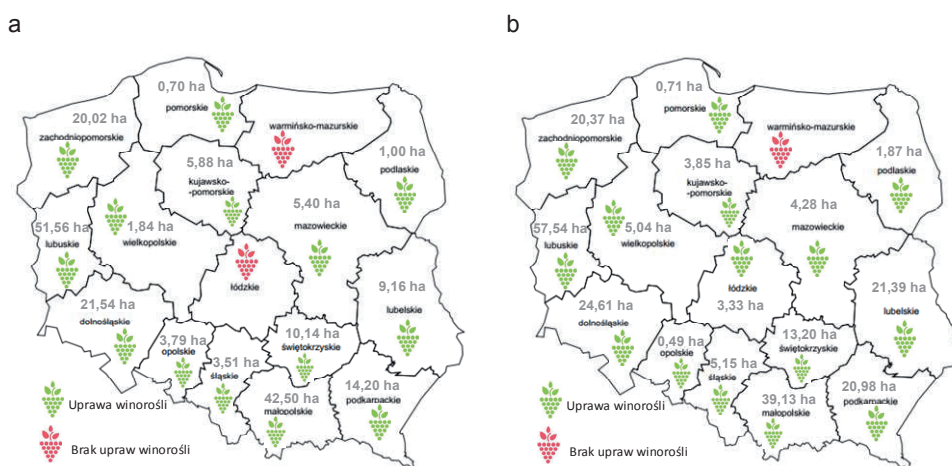 a
0,70 ha
pomorskie
20,02 ha
zachodniopomorskie
warmińsko-mazurskie
1,00 ha
podlaskie
5,88 ha
kujawsko-
-pomorskie
5,40 ha
mazowieckie
51,56 ha
lubuskie
1,84 ha
wielkopolskie
łódzkie
9,16 ha
lubelskie
21,54 ha
dolnośląskie
3,79 ha
opolskie
3,51 ha
śląskie
10,14 ha
świętokrzyskie
42,50 ha
małopolskie
14,20 ha
podkarpackie
Uprawa winorośli
Brak upraw winorośli
b
0,71 ha
pomorskie
20,37 ha
zachodniopomorskie
warmińsko-mazurskie
1,87 ha
podlaskie
3,85 ha
kujawsko-
-pomorskie
4,28 ha
mazowieckie
57,54 ha
lubuskie
5,04 ha
wielkopolskie
łódzkie
3,33 ha
21,39 ha
lubelskie
24,61 ha
dolnośląskie
0,49 ha
opolskie
5,15 ha
śląskie
13,20 ha
świętokrzyskie
39,13 ha
małopolskie
20,98 ha
podkarpackie
Uprawa winorośli
Brak upraw winorośli